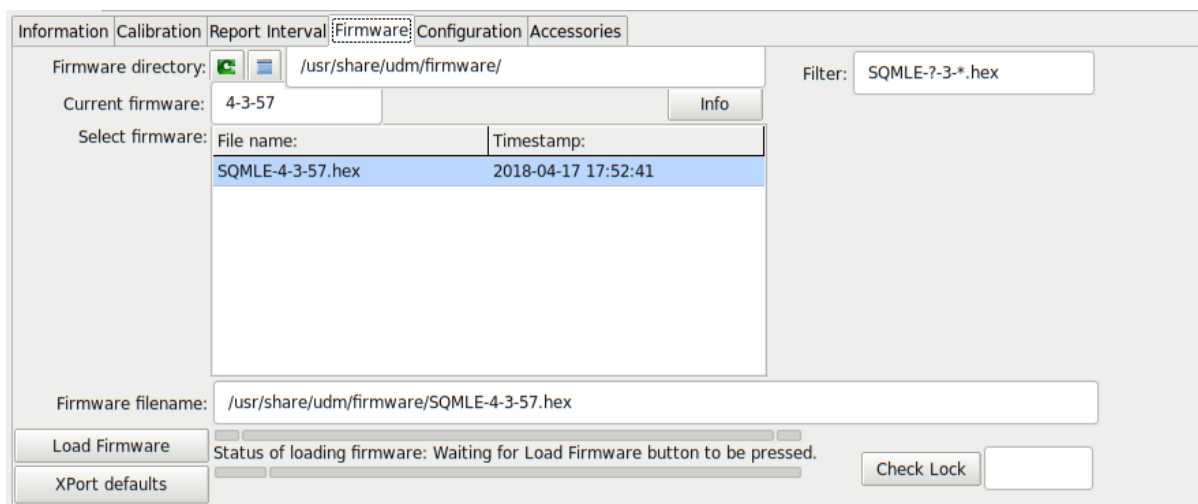 Information Calibration Report Interval Firmware Configuration Accessories
Firmware directory: /usr/share/udm/firmware/ Filter: SQMLE-?-3-*.hex
Current firmware: 4-3-57 Info
Select firmware: File name: Timestamp:
SQMLE-4-3-57.hex 2018-04-17 17:52:41
Firmware filename: /usr/share/udm/firmware/SQMLE-4-3-57.hex
Load Firmware Status of loading firmware: Waiting for Load Firmware button to be pressed.
XPort defaults Check Lock